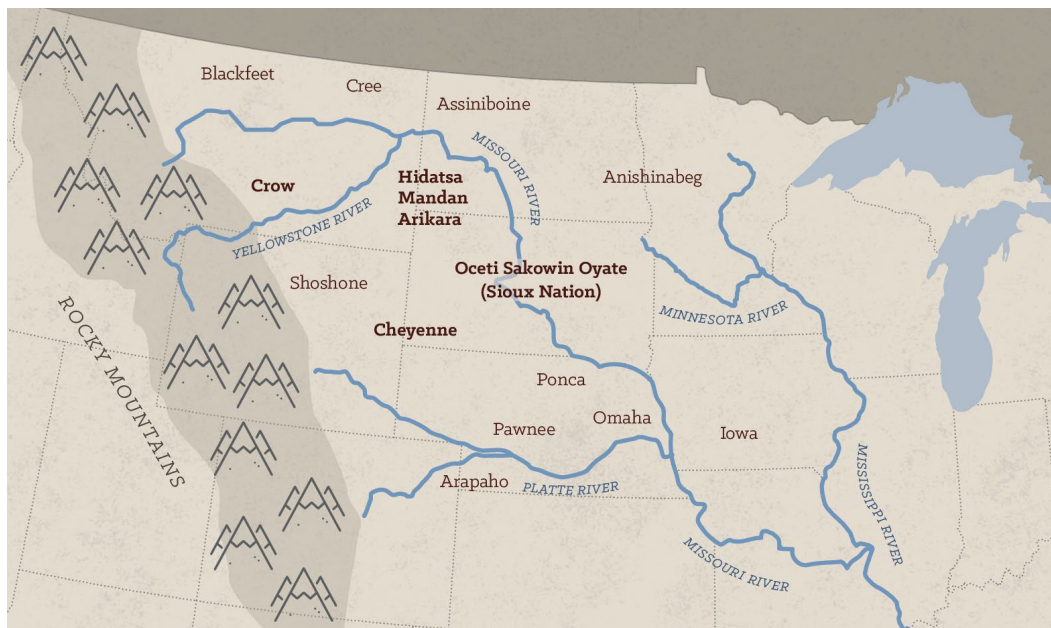 Blackfeet
Cree
Assiniboine
MISSOURI RIVER
Anishinabeg
Crow
Hidatsa
Mandan
Arikara
YELLOWSTONE RIVER
Shoshone
Oceti Sakowin Oyate
(Sioux Nation)
MINNESOTA RIVER
ROCKY MOUNTAINS
Cheyenne
Ponca
Omaha
Pawnee
Iowa
Arapaho
PLATTE RIVER
MISSISSIPPI RIVER
MISSOURI RIVER